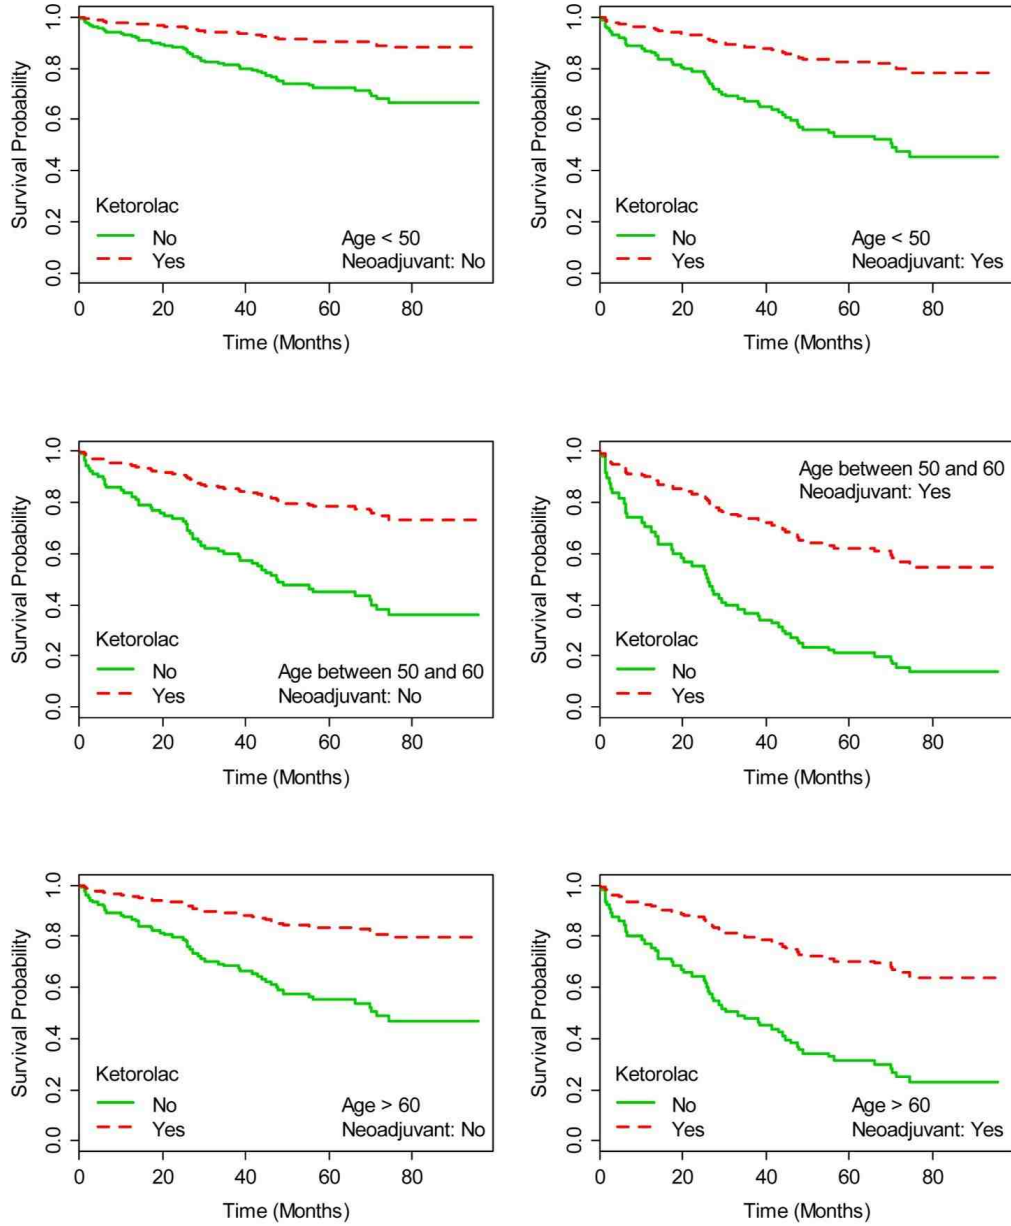 Survival Probability
1.0
0.8
0.6
0.4
0.2
0.0
Ketorolac
No
Yes
Age < 50
Neoadjuvant: No
0 20 40 60 80
Time (Months)
Survival Probability
1.0
0.8
0.6
0.4
0.2
0.0
Ketorolac
No
Yes
Age < 50
Neoadjuvant: Yes
0 20 40 60 80
Time (Months)
Survival Probability
1.0
0.8
0.6
0.4
0.2
0.0
Ketorolac
No
Yes
Age between 50 and 60
Neoadjuvant: No
0 20 40 60 80
Time (Months)
Survival Probability
1.0
0.8
0.6
0.4
0.2
0.0
Age between 50 and 60
Neoadjuvant: Yes
Ketorolac
No
Yes
0 20 40 60 80
Time (Months)
Survival Probability
1.0
0.8
0.6
0.4
0.2
0.0
Ketorolac
No
Yes
Age > 60
Neoadjuvant: No
0 20 40 60 80
Time (Months)
Survival Probability
1.0
0.8
0.6
0.4
0.2
0.0
Ketorolac
No
Yes
Age > 60
Neoadjuvant: Yes
0 20 40 60 80
Time (Months)